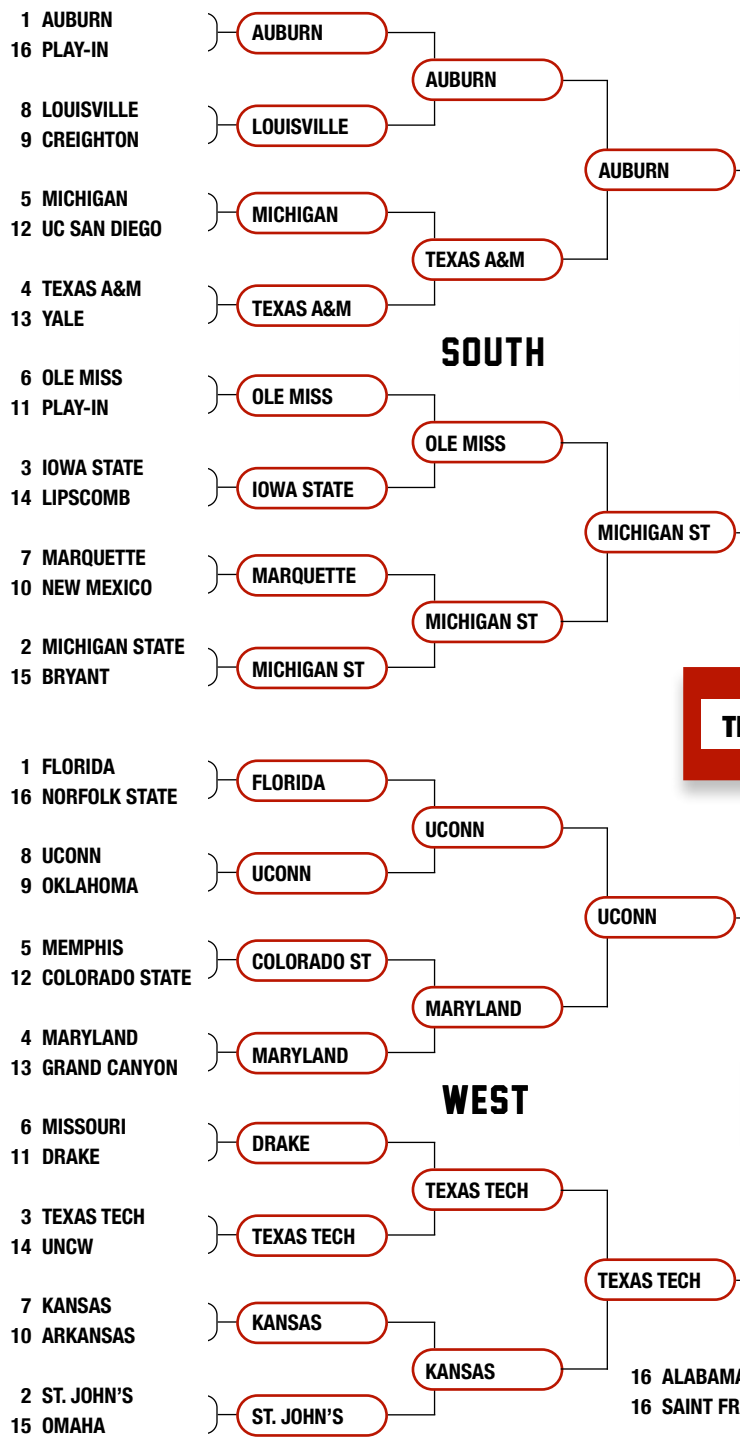 1 AUBURN
16 PLAY-IN
8 LOUISVILLE
9 CREIGHTON
5 MICHIGAN
12 UC SAN DIEGO
4 TEXAS A&M
13 YALE
6 OLE MISS
11 PLAY-IN
3 IOWA STATE
14 LIPSCOMB
7 MARQUETTE
10 NEW MEXICO
2 MICHIGAN STATE
15 BRYANT
AUBURN
LOUISVILLE
MICHIGAN
TEXAS A&M
OLE MISS
IOWA STATE
MARQUETTE
MICHIGAN ST
AUBURN
TEXAS A&M
OLE MISS
MICHIGAN ST
AUBURN
MICHIGAN ST
SOUTH
1 FLORIDA
16 NORFOLK STATE
8 UCONN
9 OKLAHOMA
5 MEMPHIS
12 COLORADO STATE
4 MARYLAND
13 GRAND CANYON
6 MISSOURI
11 DRAKE
3 TEXAS TECH
14 UNCW
7 KANSAS
10 ARKANSAS
2 ST. JOHN'S
15 OMAHA
FLORIDA
UCONN
COLORADO ST
MARYLAND
DRAKE
TEXAS TECH
KANSAS
ST. JOHN'S
UCONN
MARYLAND
TEXAS TECH
KANSAS
UCONN
TEXAS TECH
WEST
16 ALABAMA
16 SAINT FR